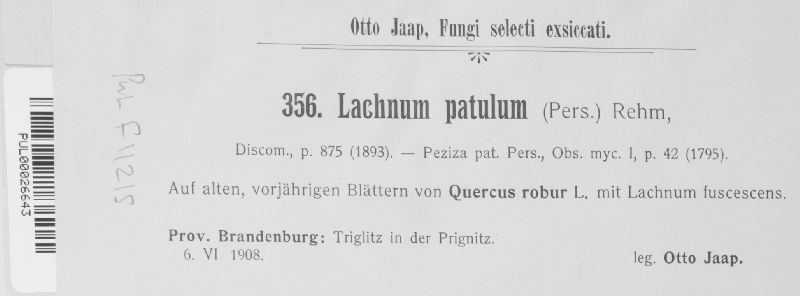 Otto Jaap, Fungi selecti exsiccati.
356. Lachnum patulum (Pers.) Rehm,
Discom., p. 875 (1893). — Peziza pat. Pers., Obs. myc. I, p. 42 (1795).
Auf alten, vorjährigen Blättern von Quercus robur L. mit Lachnum fuscescens.
Prov. Brandenburg: Triglitz in der Prignitz.
6. VI 1908. leg. Otto Jaap.
PUL F11215
PUL00026643